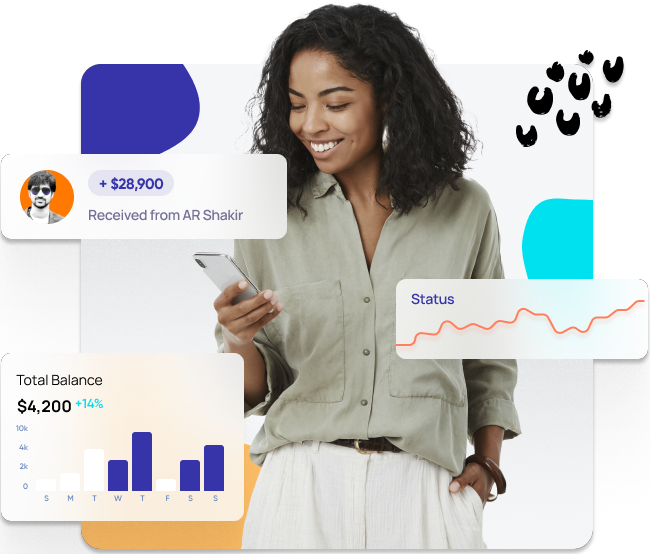 + $28,900
Received from AR Shakir
Status
Total Balance
$4,200 +14%
10k
4k
2k
0
S M T W T F S S